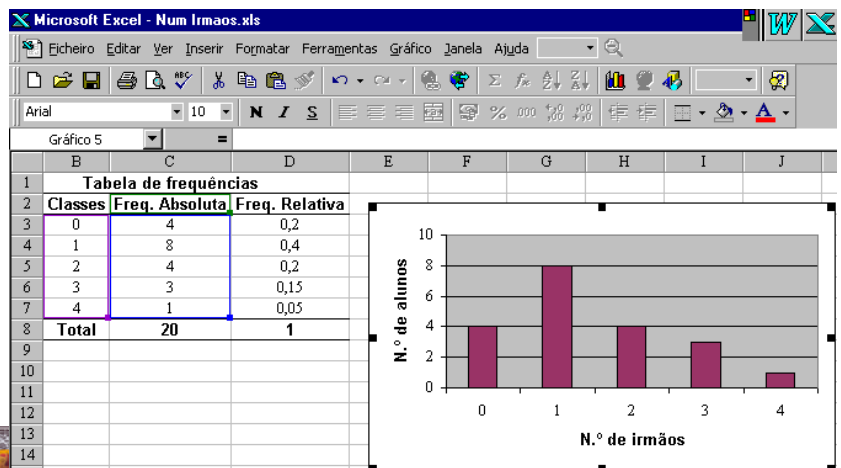 Microsoft Excel - Num Irmaos.xls
W X
Ficheiro Editar Ver Inserir Formatar Ferramentas Gráfico Janela Ajuda
Arial 10 N I S % 000
Gráfico 5 =
B C D E F G H I J
1 Tabela de frequências
2 Classes Freq. Absoluta Freq. Relativa
3 0 4 0,2
4 1 8 0,4
5 2 4 0,2
6 3 3 0,15
7 4 1 0,05
8 Total 20 1
9
10
11
12
13
14
10
8
6
4
2
0
N.º de alunos
0 1 2 3 4
N.º de irmãos